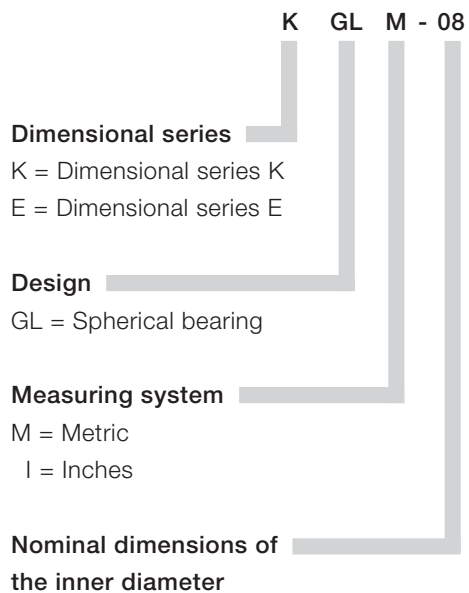 K GL M - 08
Dimensional series
K = Dimensional series K
E = Dimensional series E
Design
GL = Spherical bearing
Measuring system
M = Metric
I = Inches
Nominal dimensions of
the inner diameter